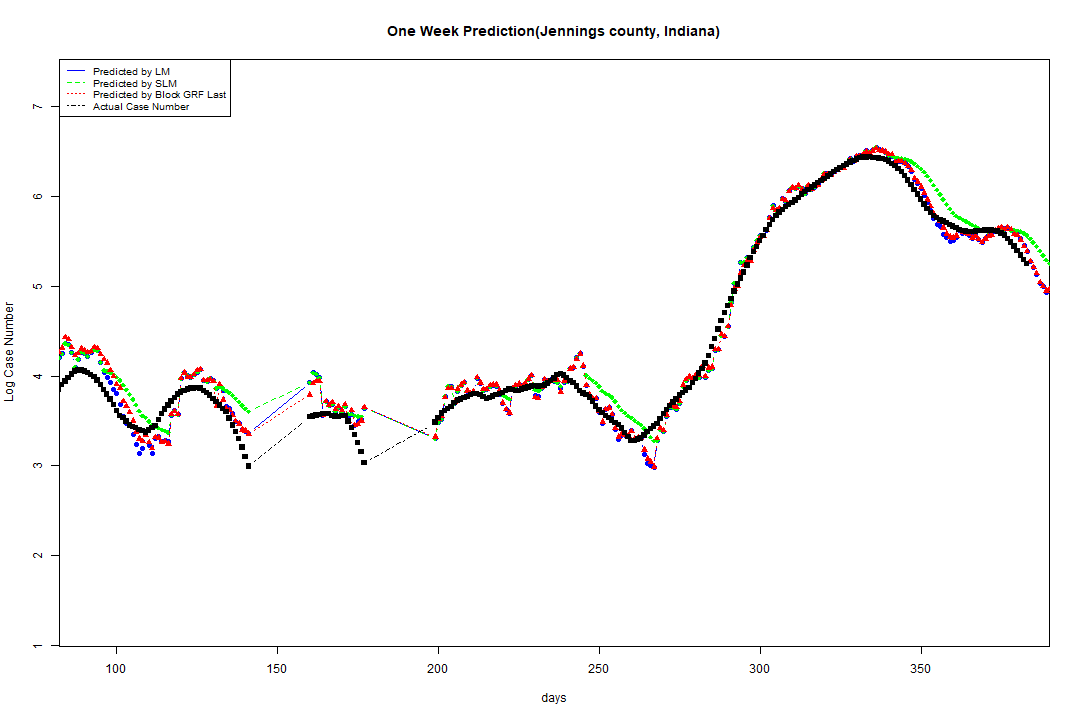 One Week Prediction(Jennings county, Indiana)
Predicted by LM
Predicted by SLM
Predicted by Block GRF Last
Actual Case Number
7
6
5
4
3
2
1
Log Case Number
100 150 200 250 300 350
days